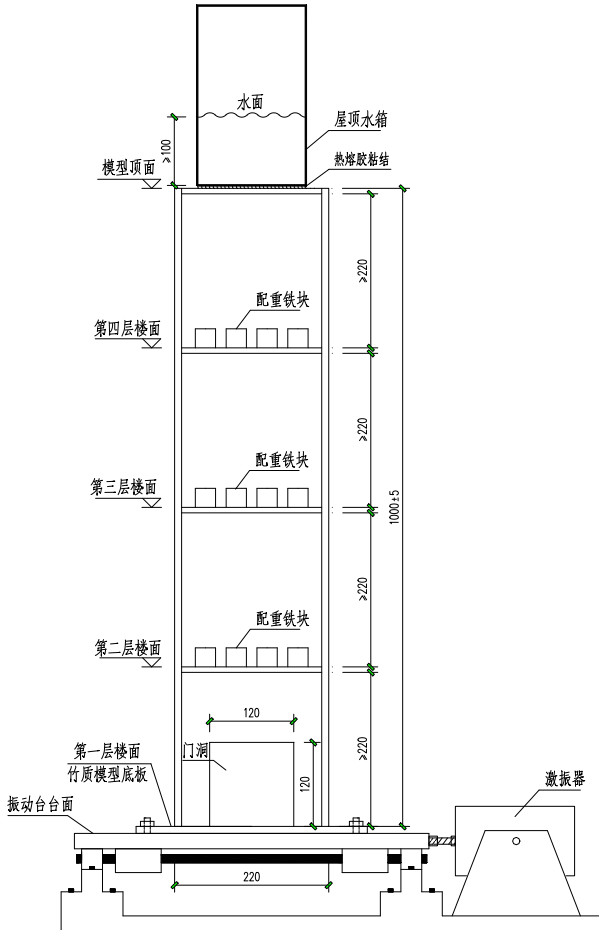 水面
屋顶水箱
≥100
热熔胶粘结
模型顶面
≥220
配重铁块
第四层楼面
≥220
配重铁块
第三层楼面
1000±5
≥220
配重铁块
第二层楼面
120
≥220
第一层楼面
门洞
竹质模型底板
120
激振器
振动台台面
220